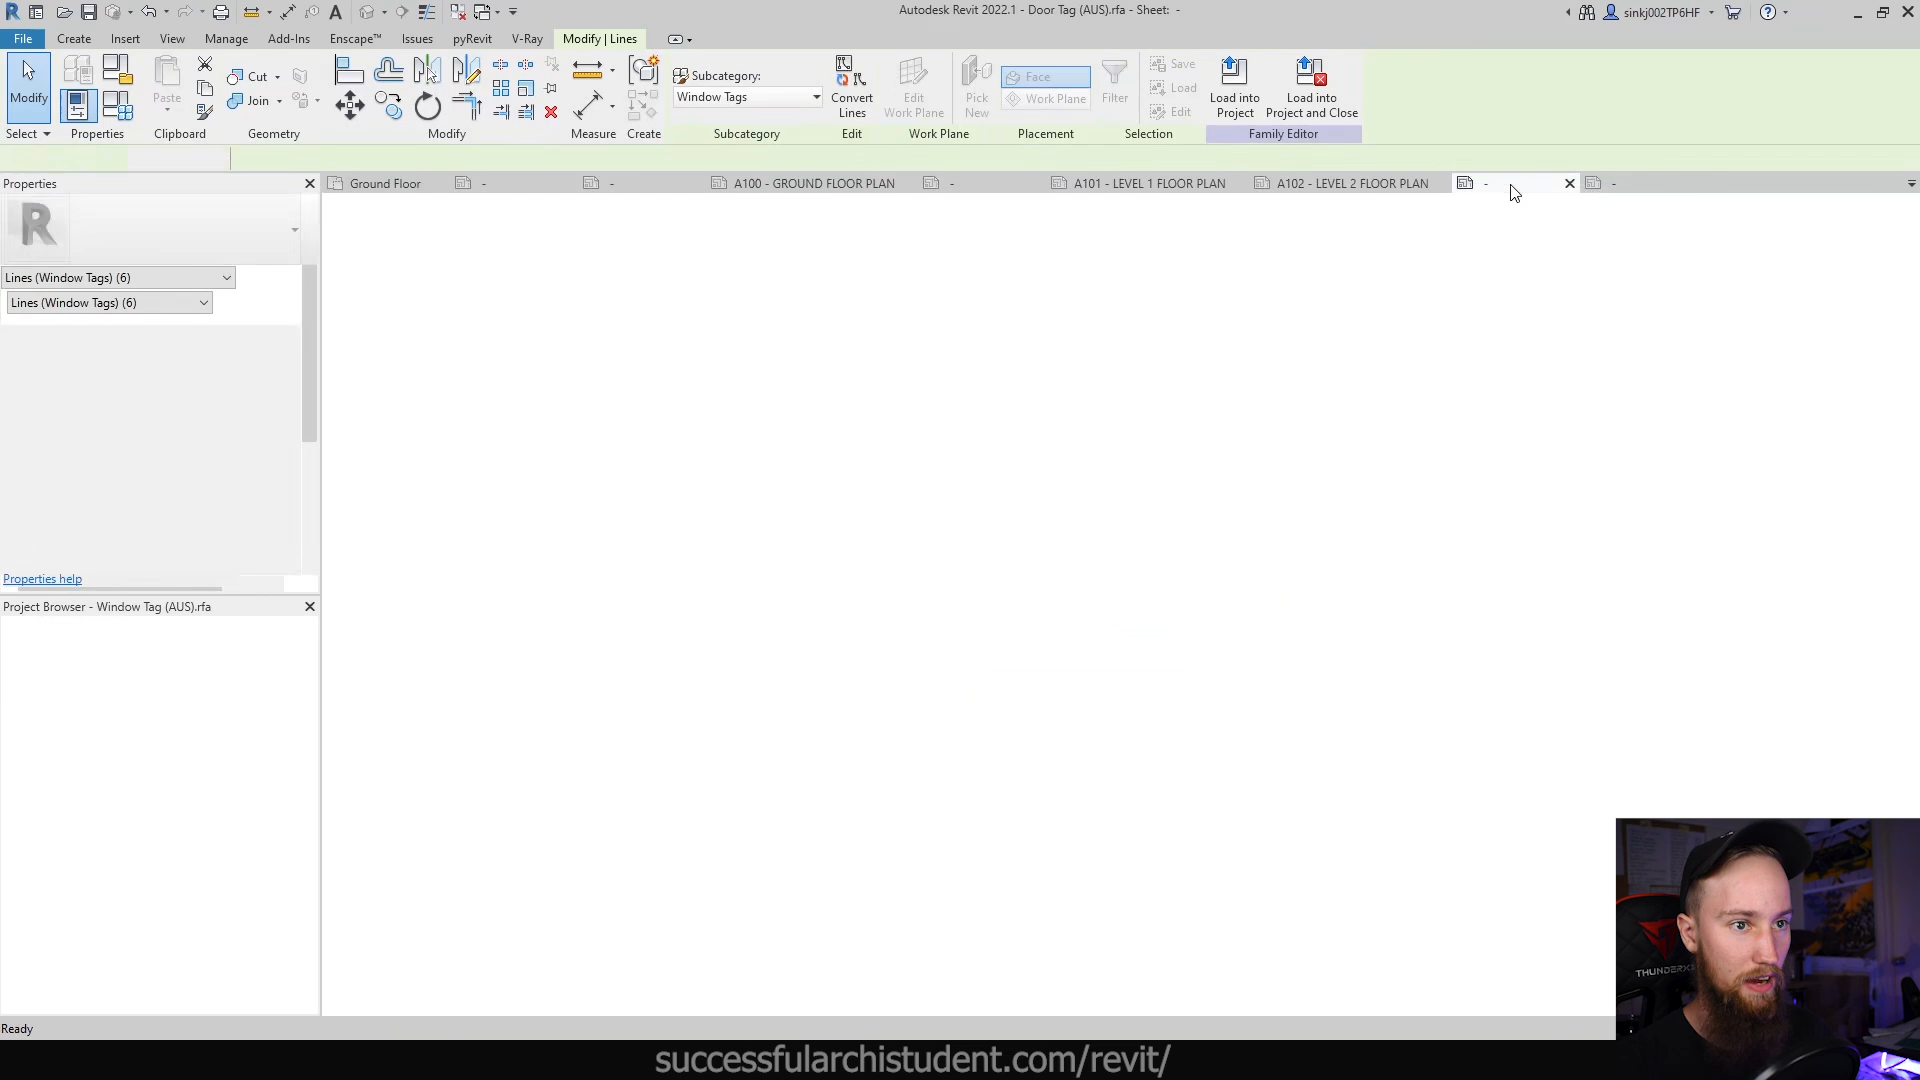 Autodesk Revit 2022.1 - Door Tag (AUS).rfa - Sheet: -
sinkj002TP6HF
File
Create
Insert
View
Manage
Add-Ins
Enscape™
Issues
pyRevit
V-Ray
Modify | Lines
Modify
Select
Properties
Paste
Clipboard
Cut
Join
Geometry
Modify
Measure
Create
Subcategory:
Window Tags
Subcategory
Convert Lines
Edit
Edit Work Plane
Work Plane
Pick New
Face
Work Plane
Placement
Filter
Save
Load
Edit
Selection
Load into Project
Load into Project and Close
Family Editor
Properties
Ground Floor
-
-
A100 - GROUND FLOOR PLAN
-
A101 - LEVEL 1 FLOOR PLAN
A102 - LEVEL 2 FLOOR PLAN
-
-
Lines (Window Tags) (6)
Lines (Window Tags) (6)
Properties help
Project Browser - Window Tag (AUS).rfa
Ready
successfularchistudent.com/revit/